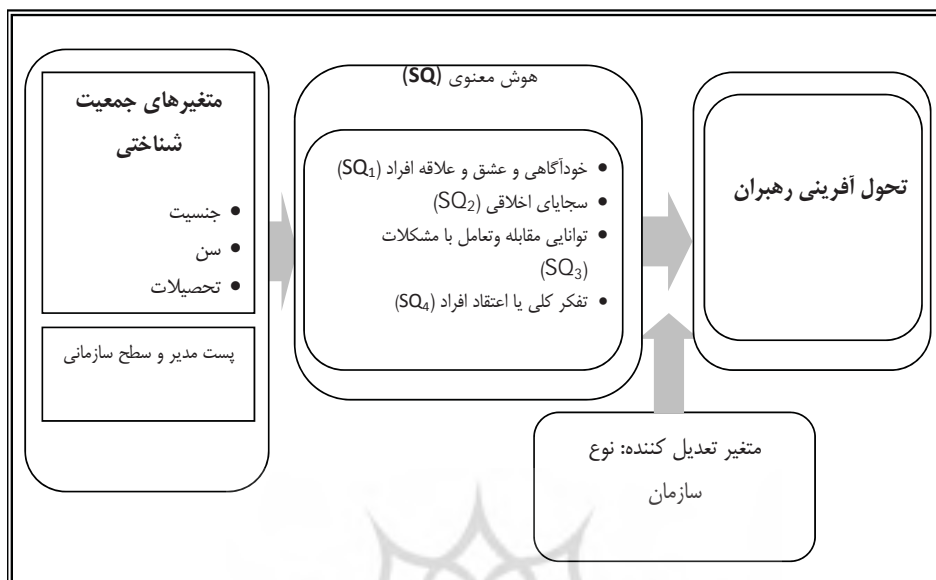 متغیرهای جمعیت
شناختی
جنسیت
سن
تحصیلات
پست مدیر و سطح سازمانی
هوش معنوی (SQ)
خودآگاهی و عشق و علاقه افراد (SQ1)
سجایای اخلاقی (SQ2)
توانایی مقابله وتعامل با مشکلات
(SQ3)
تفکر کلی یا اعتقاد افراد (SQ4)
تحول آفرینی رهبران
متغیر تعدیل کننده: نوع
سازمان